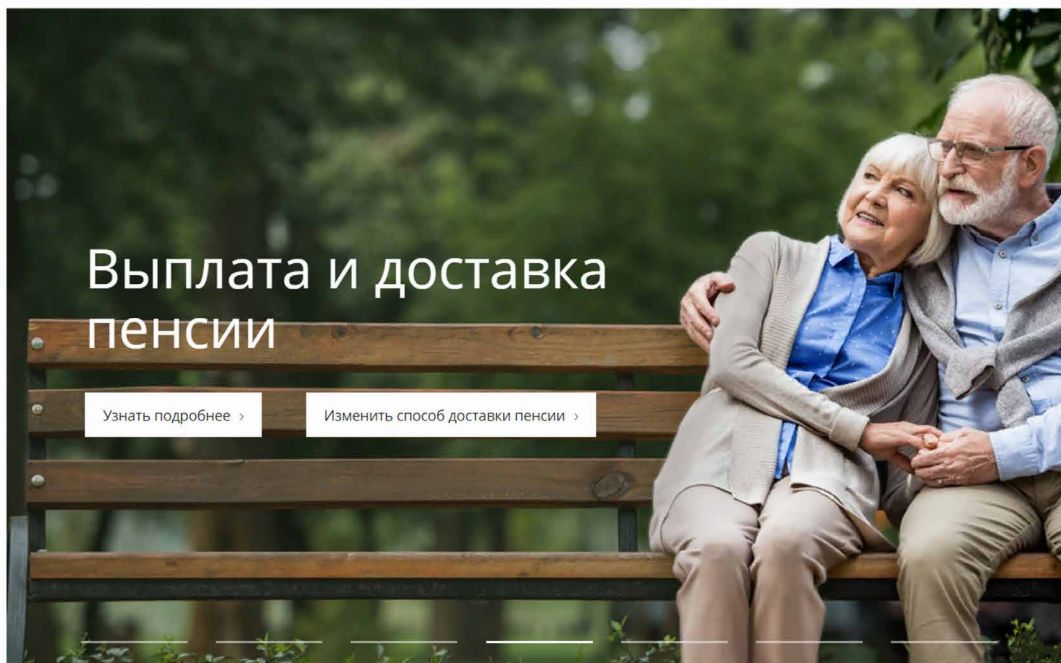 Выплата и доставка
пенсии
Узнать подробнее ›
Изменить способ доставки пенсии ›